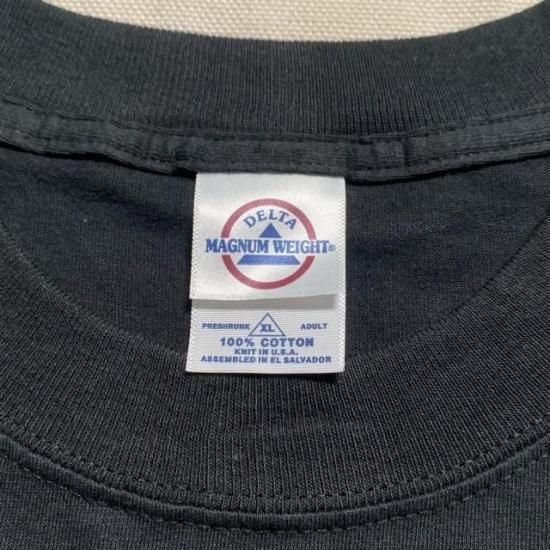 DELTA
MAGNUM WEIGHT®
PRESHRUNK XL ADULT
100% COTTON
KNIT IN U.S.A.
ASSEMBLED IN EL SALVADOR